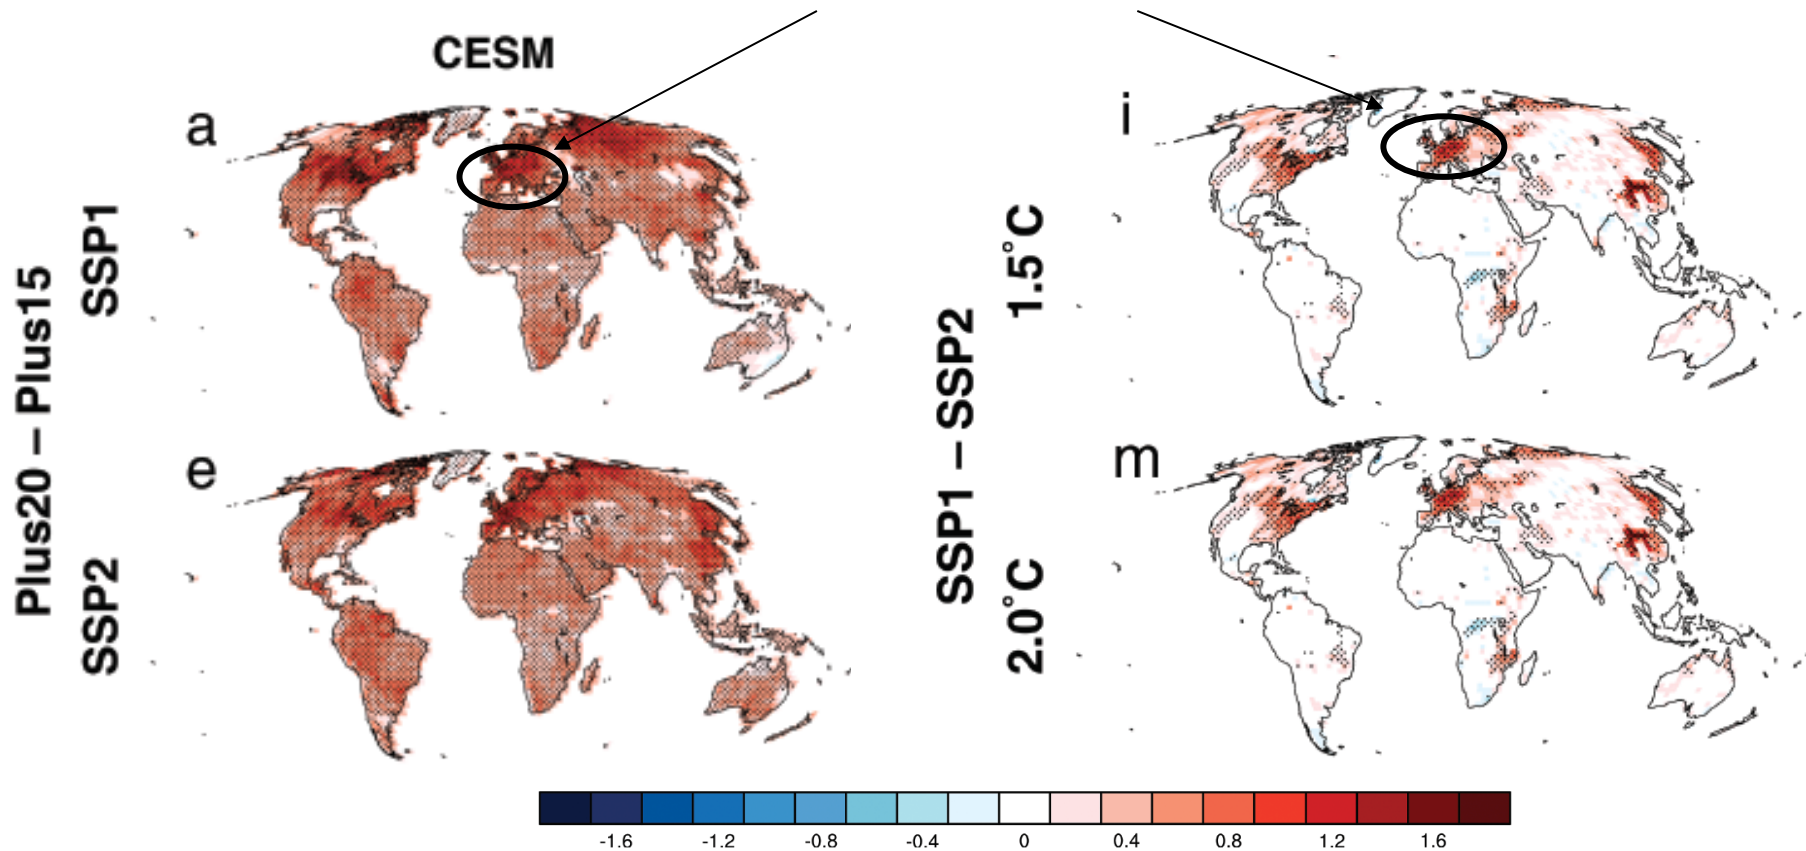 CESM
a
i
Plus20 – Plus15
SSP1
SSP1 – SSP2
1.5°C
e
m
SSP2
2.0°C
-1.6 -1.2 -0.8 -0.4 0 0.4 0.8 1.2 1.6